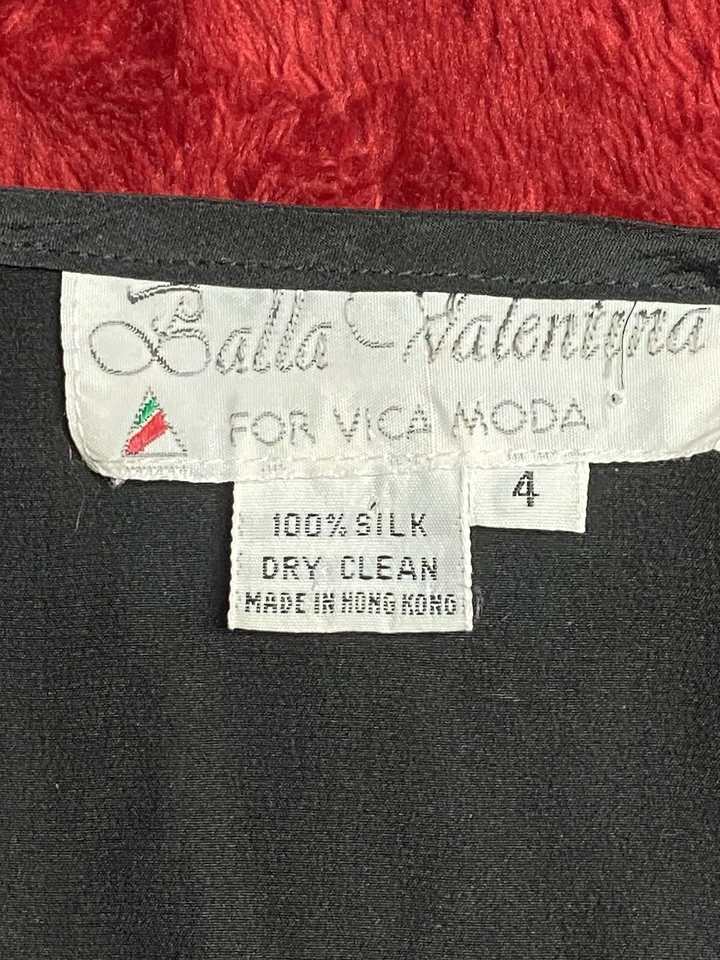 Balla Valentyna
FOR VICA MODA
4
100% SILK
DRY CLEAN
MADE IN HONG KONG